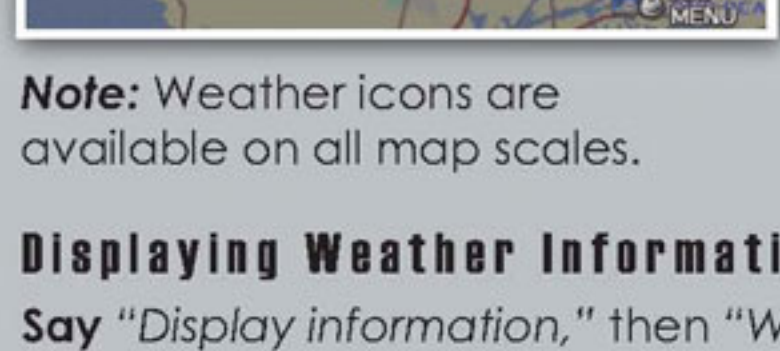 MENU
Note: Weather icons are
available on all map scales.
Displaying Weather Informati
Say "Display information," then "W